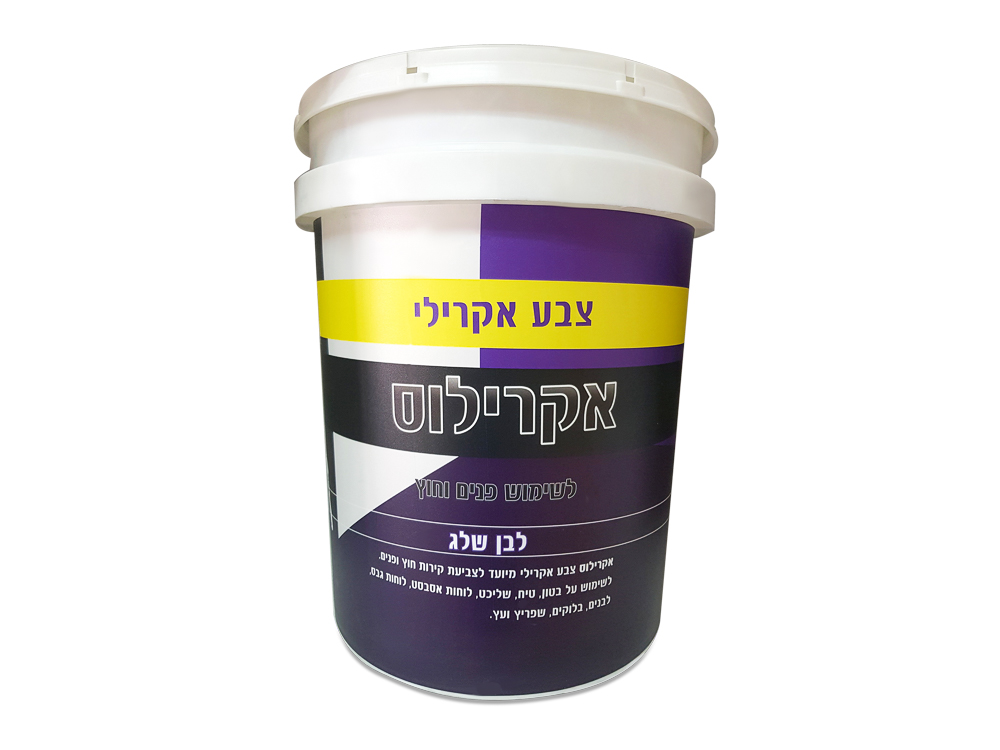 צבע אקרילי
אקרילוס
לשימוש פנים וחוץ
לבן שלג
אקרילוס צבע אקרילי מיועד לצביעת קירות חוץ ופנים.
לשימוש על בטון, טיח, שליכט, לוחות אסבסט, לוחות גבס,
לבנים, בלוקים, שפריץ ועץ.